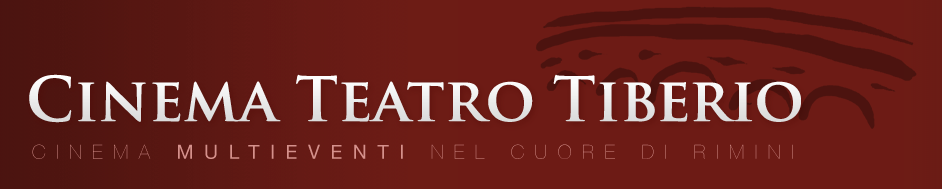 CINEMA TEATRO TIBERIO
CINEMA MULTIEVENTI NEL CUORE DI RIMINI